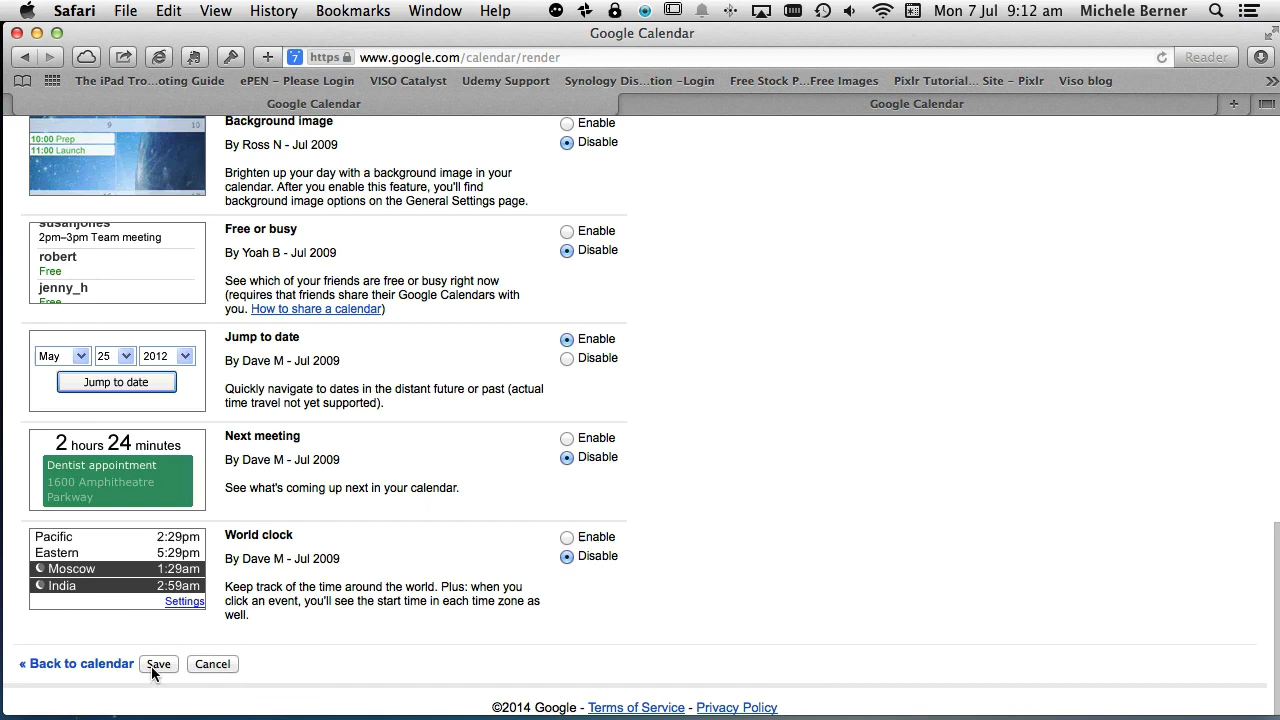 Safari File Edit View History Bookmarks Window Help Mon 7 Jul 9:12 am Michele Berner
Google Calendar
7 https www.google.com/calendar/render Reader
The iPad Tro...oting Guide ePEN – Please Login VISO Catalyst Udemy Support Synology Dis...tion –Login Free Stock P...Free Images Pixlr Tutorial... Site - Pixlr Viso blog
Google Calendar Google Calendar
9 10
10:00 Prep
11:00 Launch
Background image
By Ross N - Jul 2009
Brighten up your day with a background image in your
calendar. After you enable this feature, you'll find
background image options on the General Settings page.
Enable
Disable
susanjones
2pm–3pm Team meeting
robert
Free
jenny_h
Free
Free or busy
By Yoah B - Jul 2009
See which of your friends are free or busy right now
(requires that friends share their Google Calendars with
you. How to share a calendar)
Enable
Disable
May 25 2012
Jump to date
Jump to date
By Dave M - Jul 2009
Quickly navigate to dates in the distant future or past (actual
time travel not yet supported).
Enable
Disable
2 hours 24 minutes
Dentist appointment
1600 Amphitheatre
Parkway
Next meeting
By Dave M - Jul 2009
See what's coming up next in your calendar.
Enable
Disable
Pacific 2:29pm
Eastern 5:29pm
Moscow 1:29am
India 2:59am
Settings
World clock
By Dave M - Jul 2009
Keep track of the time around the world. Plus: when you
click an event, you'll see the start time in each time zone as
well.
Enable
Disable
« Back to calendar Save Cancel
©2014 Google - Terms of Service - Privacy Policy